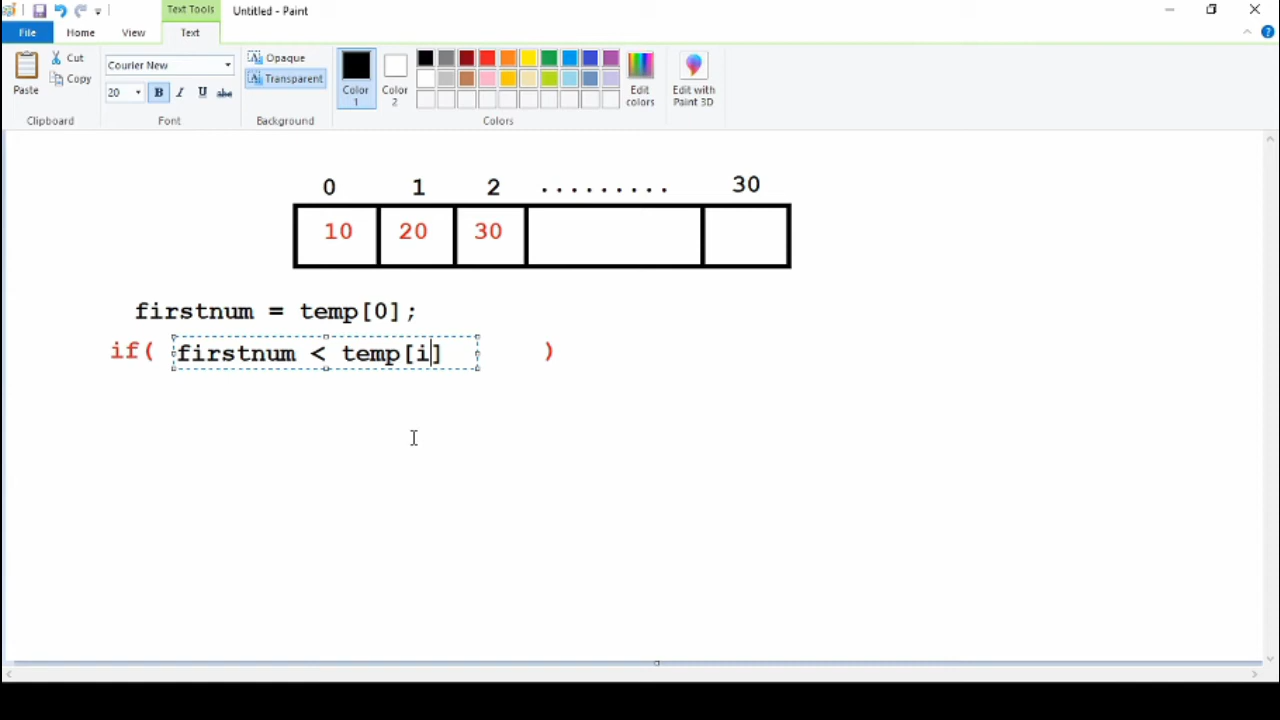 Text Tools
Untitled - Paint
File
Home
View
Text
Paste
Cut
Copy
Clipboard
Courier New
20
B
I
U
abc
Font
Opaque
Transparent
Background
Color 1
Color 2
Edit colors
Edit with Paint 3D
Colors
0 1 2 ......... 30
10 20 30
firstnum = temp[0];
if( firstnum < temp[i] )